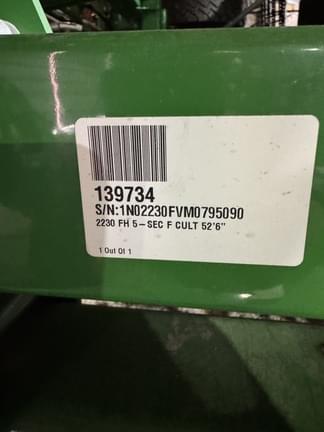 139734
S/N:1N02230FVM0795090
2230 FH 5-SEC F CULT 52'6"
1 Out Of 1